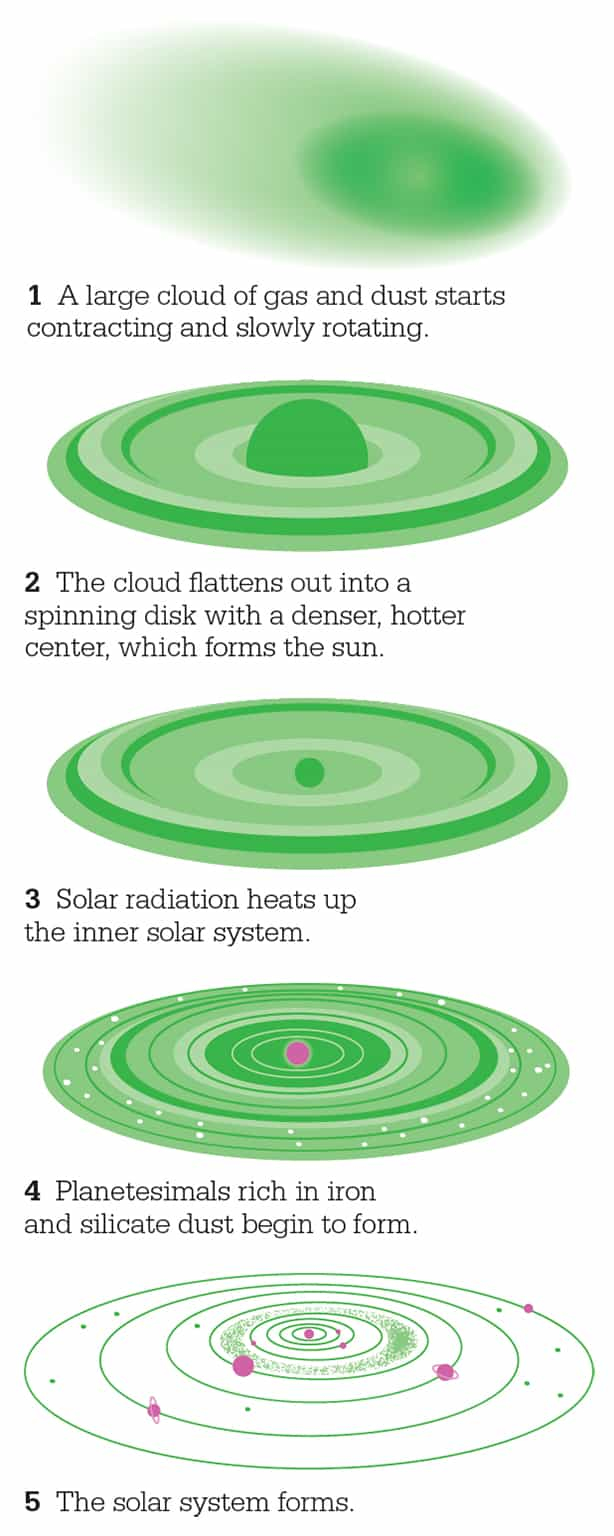 1 A large cloud of gas and dust starts
contracting and slowly rotating.
2 The cloud flattens out into a
spinning disk with a denser, hotter
center, which forms the sun.
3 Solar radiation heats up
the inner solar system.
4 Planetesimals rich in iron
and silicate dust begin to form.
5 The solar system forms.